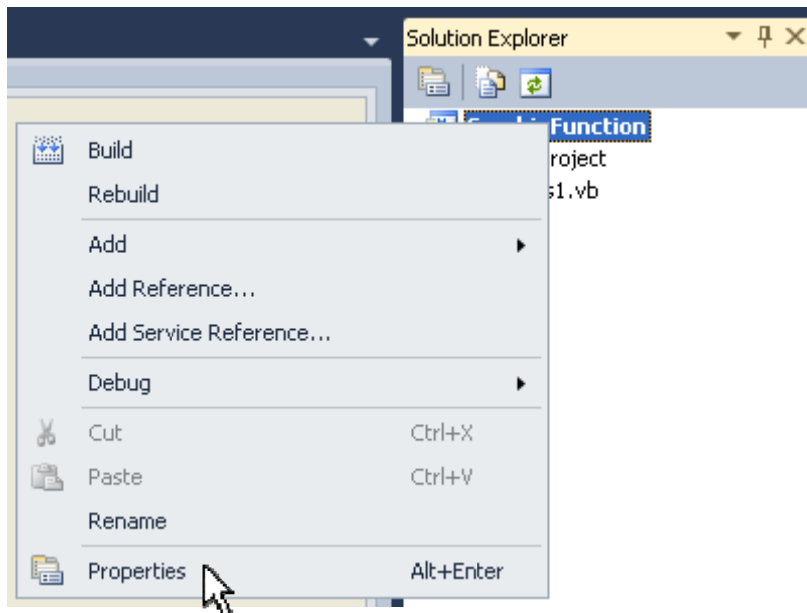 Solution Explorer
Function
roject
s1.vb
Build
Rebuild
Add
Add Reference...
Add Service Reference...
Debug
Cut Ctrl+X
Paste Ctrl+V
Rename
Properties Alt+Enter